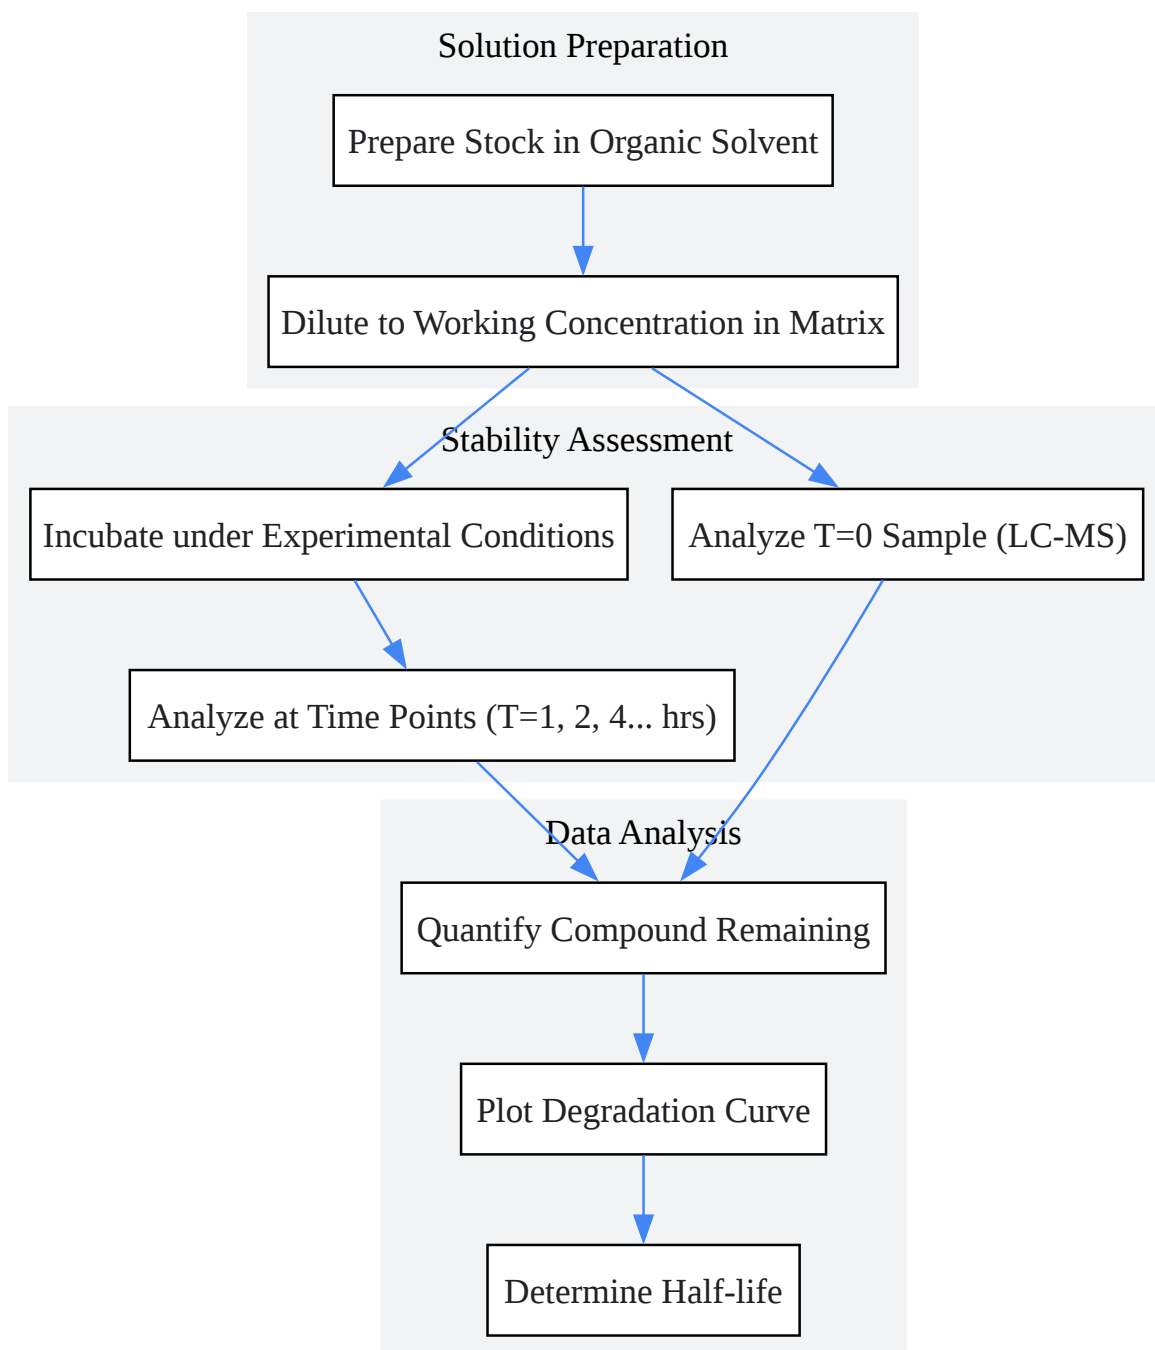 Solution Preparation
Prepare Stock in Organic Solvent
Dilute to Working Concentration in Matrix
Stability Assessment
Incubate under Experimental Conditions
Analyze T=0 Sample (LC-MS)
Analyze at Time Points (T=1, 2, 4... hrs)
Data Analysis
Quantify Compound Remaining
Plot Degradation Curve
Determine Half-life